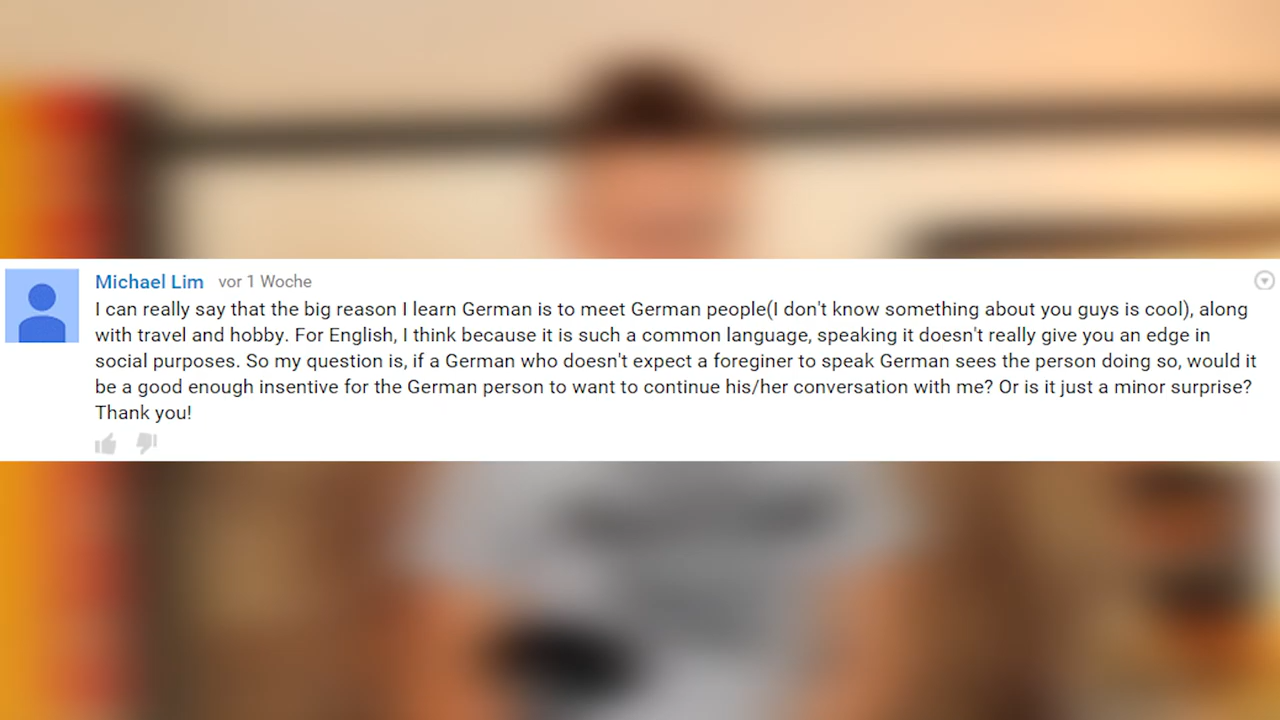 Michael Lim vor 1 Woche
I can really say that the big reason I learn German is to meet German people(I don't know something about you guys is cool), along
with travel and hobby. For English, I think because it is such a common language, speaking it doesn't really give you an edge in
social purposes. So my question is, if a German who doesn't expect a foreginer to speak German sees the person doing so, would it
be a good enough insentive for the German person to want to continue his/her conversation with me? Or is it just a minor surprise?
Thank you!